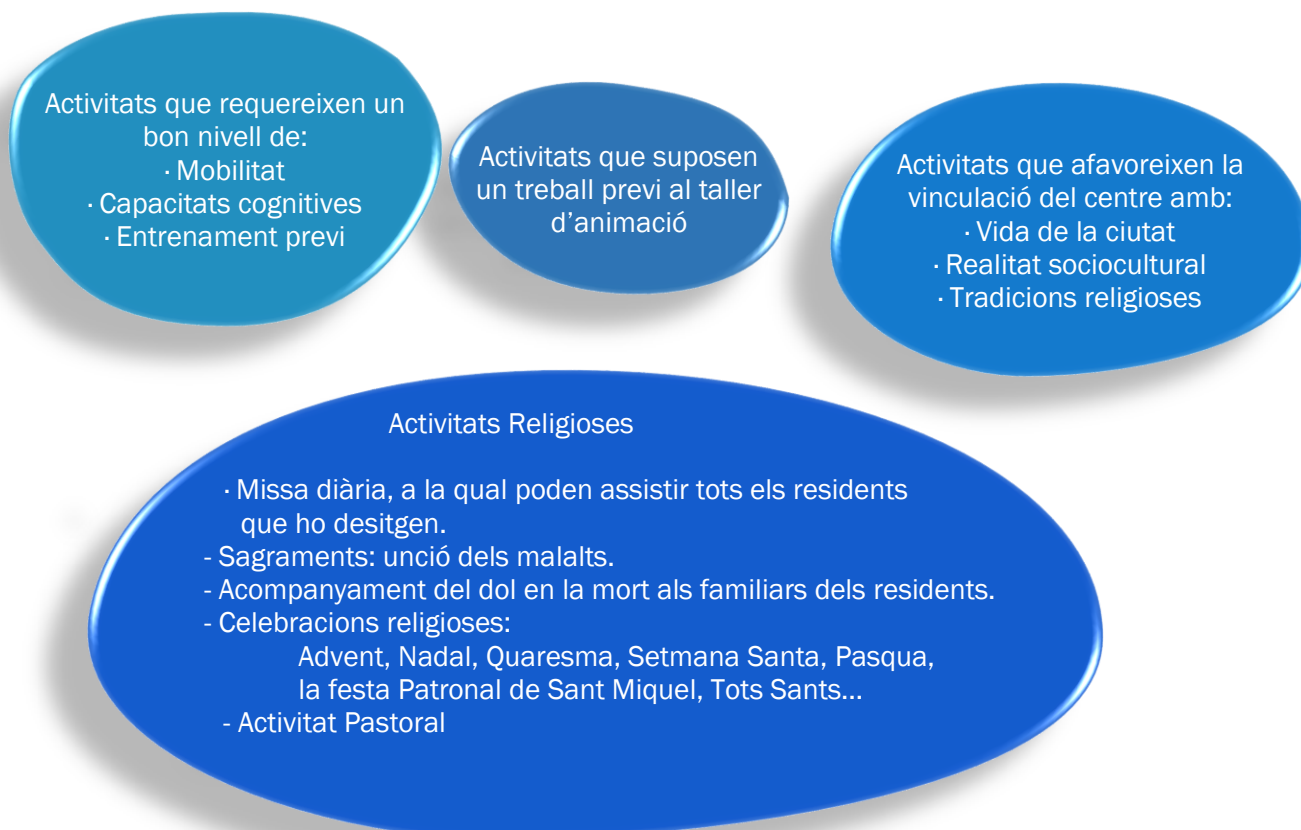 Activitats que requereixen un
bon nivell de:
· Mobilitat
· Capacitats cognitives
· Entrenament previ
Activitats que suposen
un treball previ al taller
d’animació
Activitats que afavoreixen la
vinculació del centre amb:
· Vida de la ciutat
· Realitat sociocultural
· Tradicions religioses
Activitats Religioses
· Missa diària, a la qual poden assistir tots els residents
que ho desitgen.
- Sagraments: unció dels malalts.
- Acompanyament del dol en la mort als familiars dels residents.
- Celebracions religioses:
Advent, Nadal, Quaresma, Setmana Santa, Pasqua,
la festa Patronal de Sant Miquel, Tots Sants...
- Activitat Pastoral